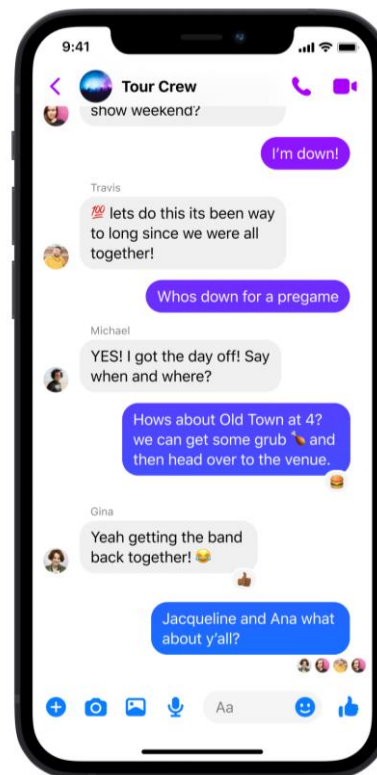 9:41
Tour Crew
show weekend?
I'm down!
Travis
💯 lets do this its been way
to long since we were all
together!
Whos down for a pregame
Michael
YES! I got the day off! Say
when and where?
Hows about Old Town at 4?
we can get some grub 🍗 and
then head over to the venue.
Gina
Yeah getting the band
back together! 😂
Jacqueline and Ana what
about y'all?
Aa